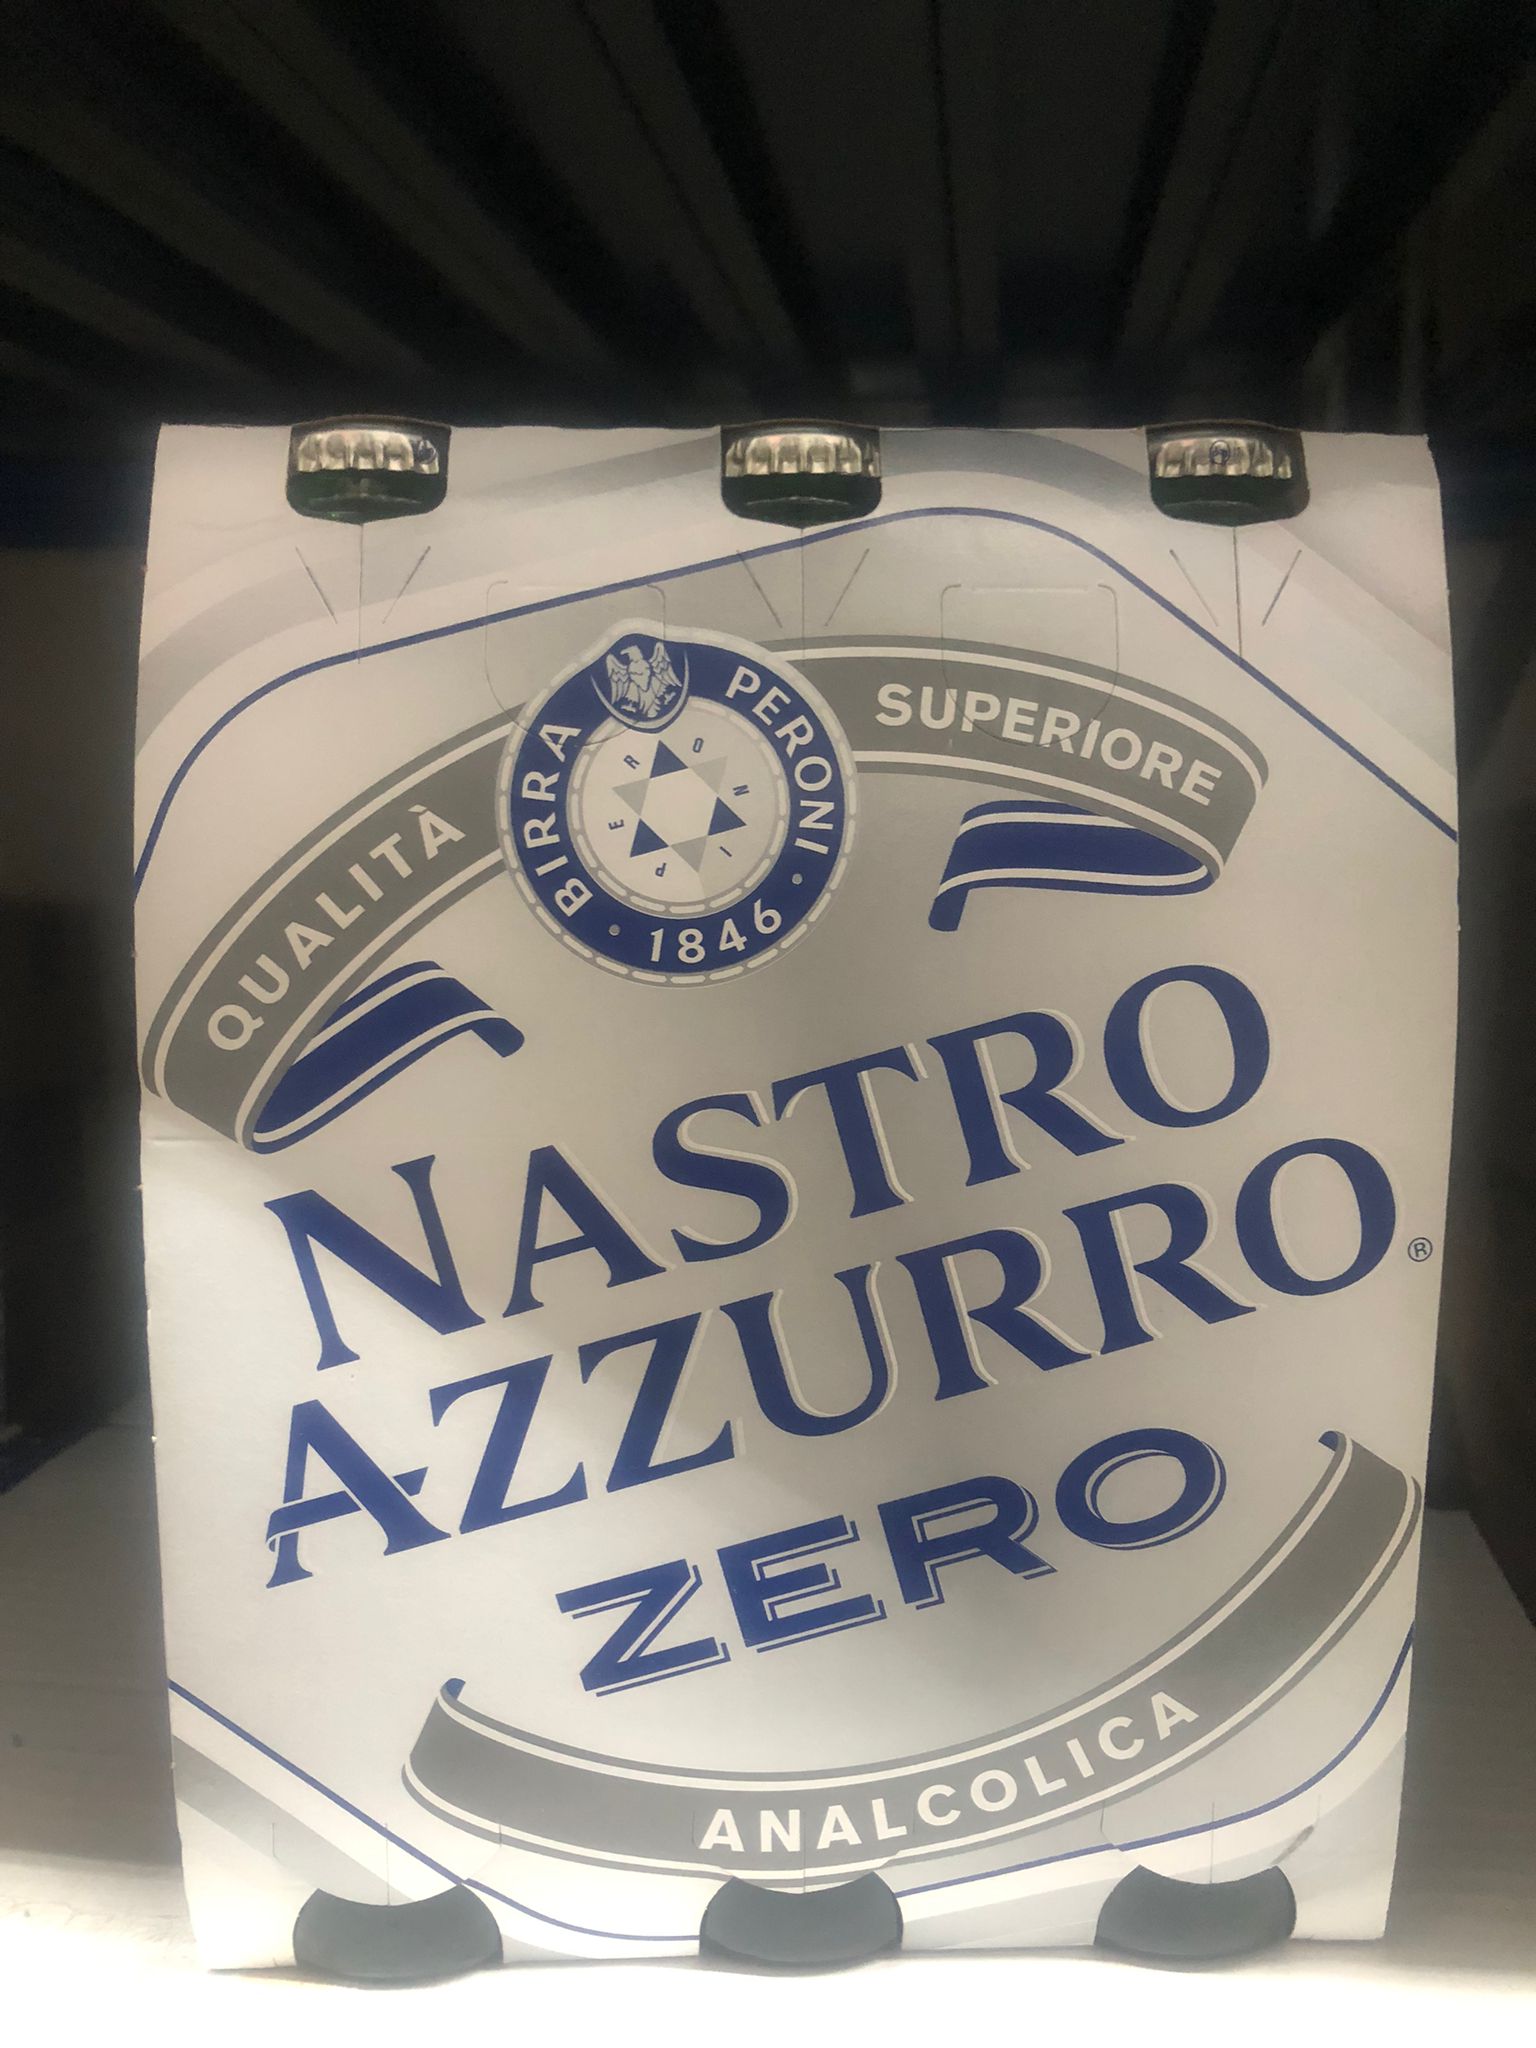 QUALITÀ SUPERIORE
BIRRA PERONI
PERONI
· 1846 ·
NASTRO
AZZURRO®
ZERO
ANALCOLICA